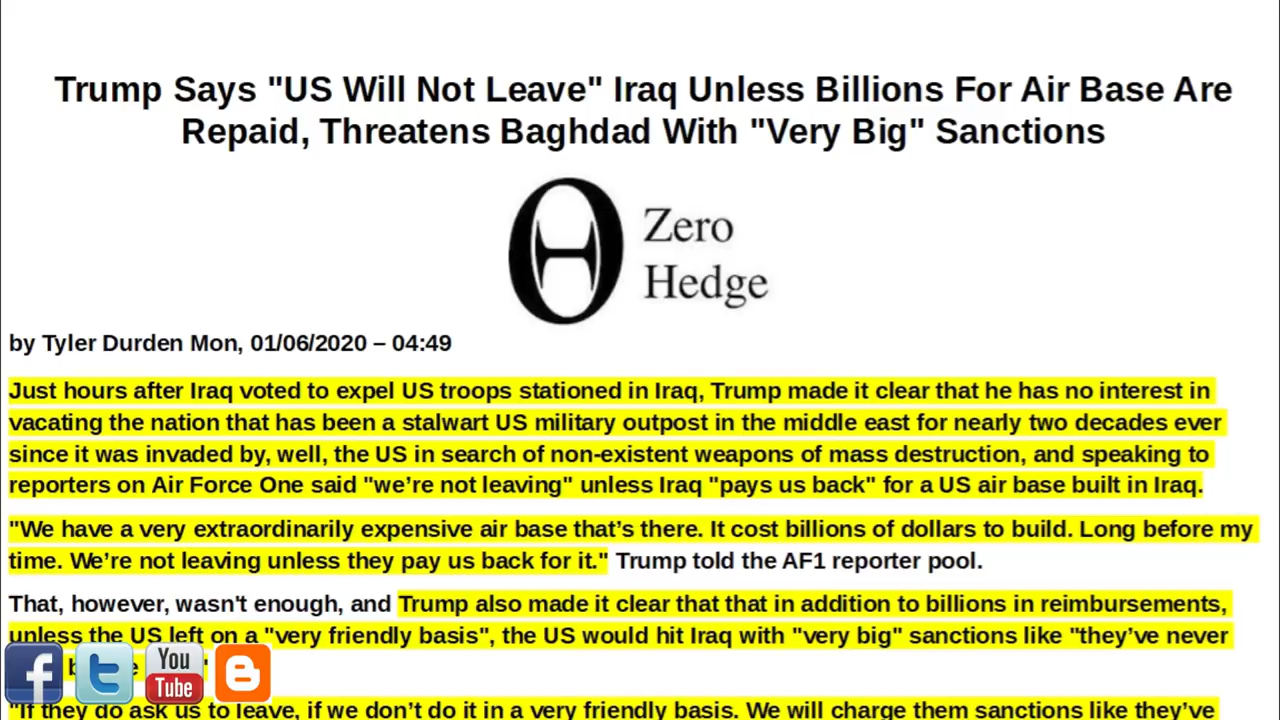 Trump Says "US Will Not Leave" Iraq Unless Billions For Air Base Are
Repaid, Threatens Baghdad With "Very Big" Sanctions
Zero
Hedge
by Tyler Durden Mon, 01/06/2020 – 04:49
Just hours after Iraq voted to expel US troops stationed in Iraq, Trump made it clear that he has no interest in
vacating the nation that has been a stalwart US military outpost in the middle east for nearly two decades ever
since it was invaded by, well, the US in search of non-existent weapons of mass destruction, and speaking to
reporters on Air Force One said "we’re not leaving" unless Iraq "pays us back” for a US air base built in Iraq.
"We have a very extraordinarily expensive air base that’s there. It cost billions of dollars to build. Long before my
time. We’re not leaving unless they pay us back for it." Trump told the AF1 reporter pool.
That, however, wasn't enough, and Trump also made it clear that that in addition to billions in reimbursements,
unless the US left on a "very friendly basis", the US would hit Iraq with "very big" sanctions like "they’ve never
You
Tube
"If they do ask us to leave, if we don’t do it in a very friendly basis. We will charge them sanctions like they’ve